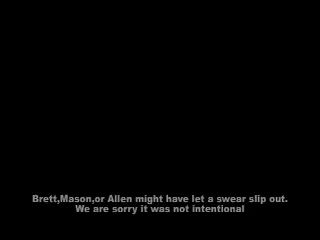 Brett,Mason,or Allen might have let a swear slip out.
We are sorry it was not intentional